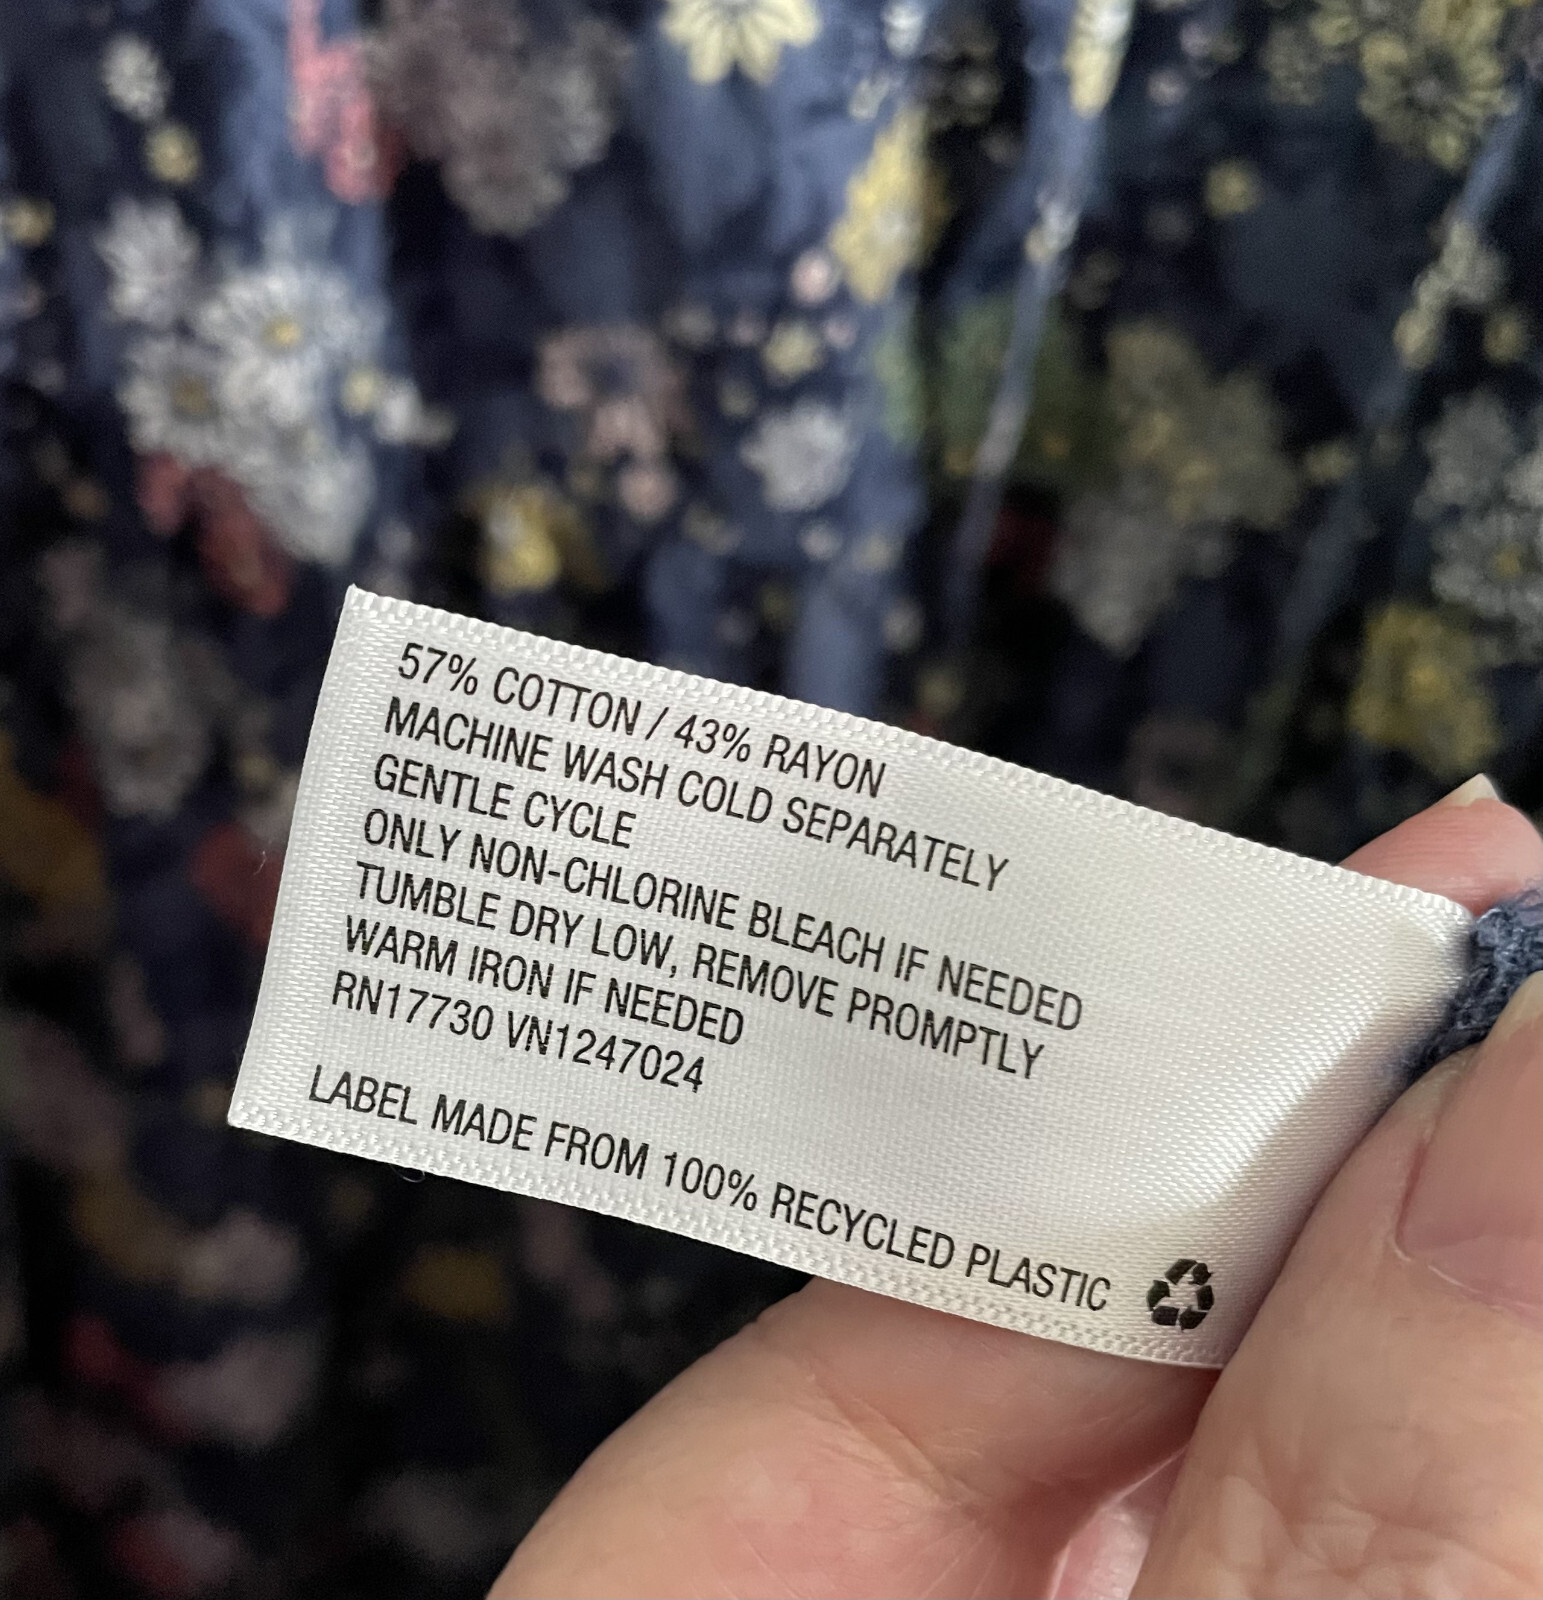 57% COTTON / 43% RAYON
MACHINE WASH COLD SEPARATELY
GENTLE CYCLE
ONLY NON-CHLORINE BLEACH IF NEEDED
TUMBLE DRY LOW, REMOVE PROMPTLY
WARM IRON IF NEEDED
RN17730 VN1247024
LABEL MADE FROM 100% RECYCLED PLASTIC